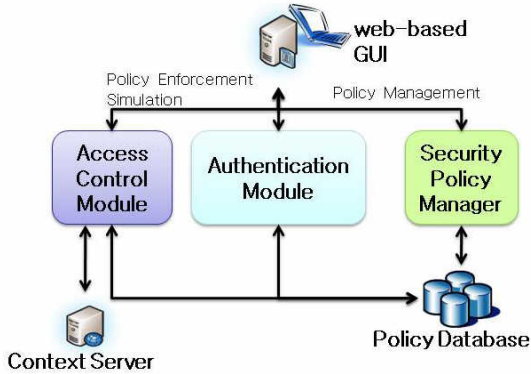 web-based
GUI
Policy Enforcement
Simulation
Policy Management
Access
Control
Module
Authentication
Module
Security
Policy
Manager
Context Server
Policy Database